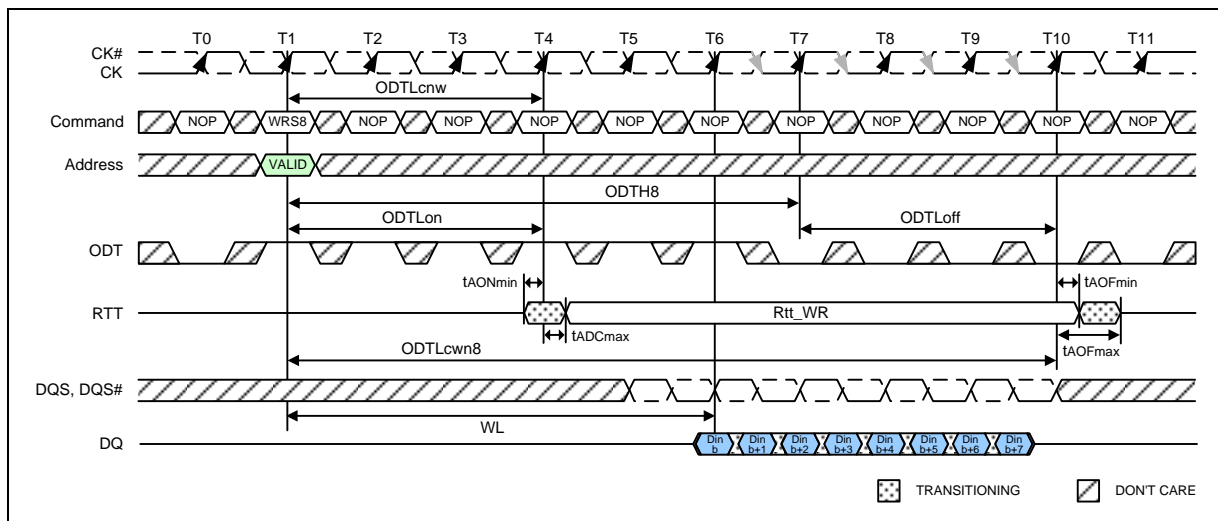 T0 T1 T2 T3 T4 T5 T6 T7 T8 T9 T10 T11
CK#
CK
ODTLcnw
Command NOP WRS8 NOP NOP NOP NOP NOP NOP NOP NOP NOP NOP
Address VALID
ODTH8
ODTLon ODTLoff
ODT
tAONmin tAOFmin
RTT Rtt_WR
tADCmax
ODTLcwn8 tAOFmax
DQS, DQS#
WL
DQ Din b Din b+1 Din b+2 Din b+3 Din b+4 Din b+5 Din b+6 Din b+7
TRANSITIONING DON'T CARE